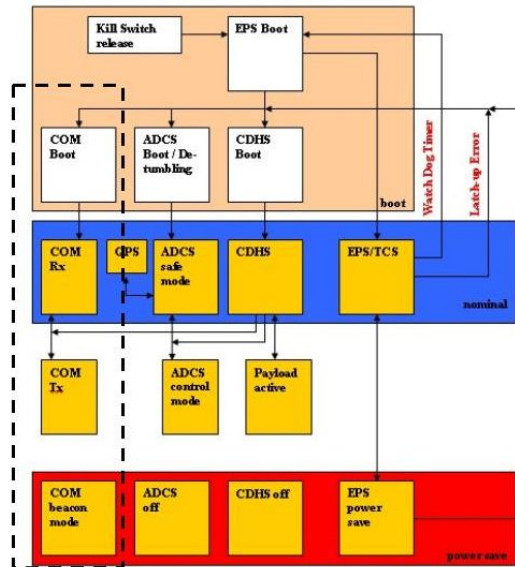 Kill Switch
release
EPS Boot
COM
Boot
ADCS
Boot / De-
tumbling
CDHS
Boot
boot
Watch Dog Timer
Latch-up Error
COM
Rx
GPS
ADCS
safe
mode
CDHS
EPS/TCS
nominal
COM
Tx
ADCS
control
mode
Payload
active
COM
beacon
mode
ADCS
off
CDHS off
EPS
power
save
power save